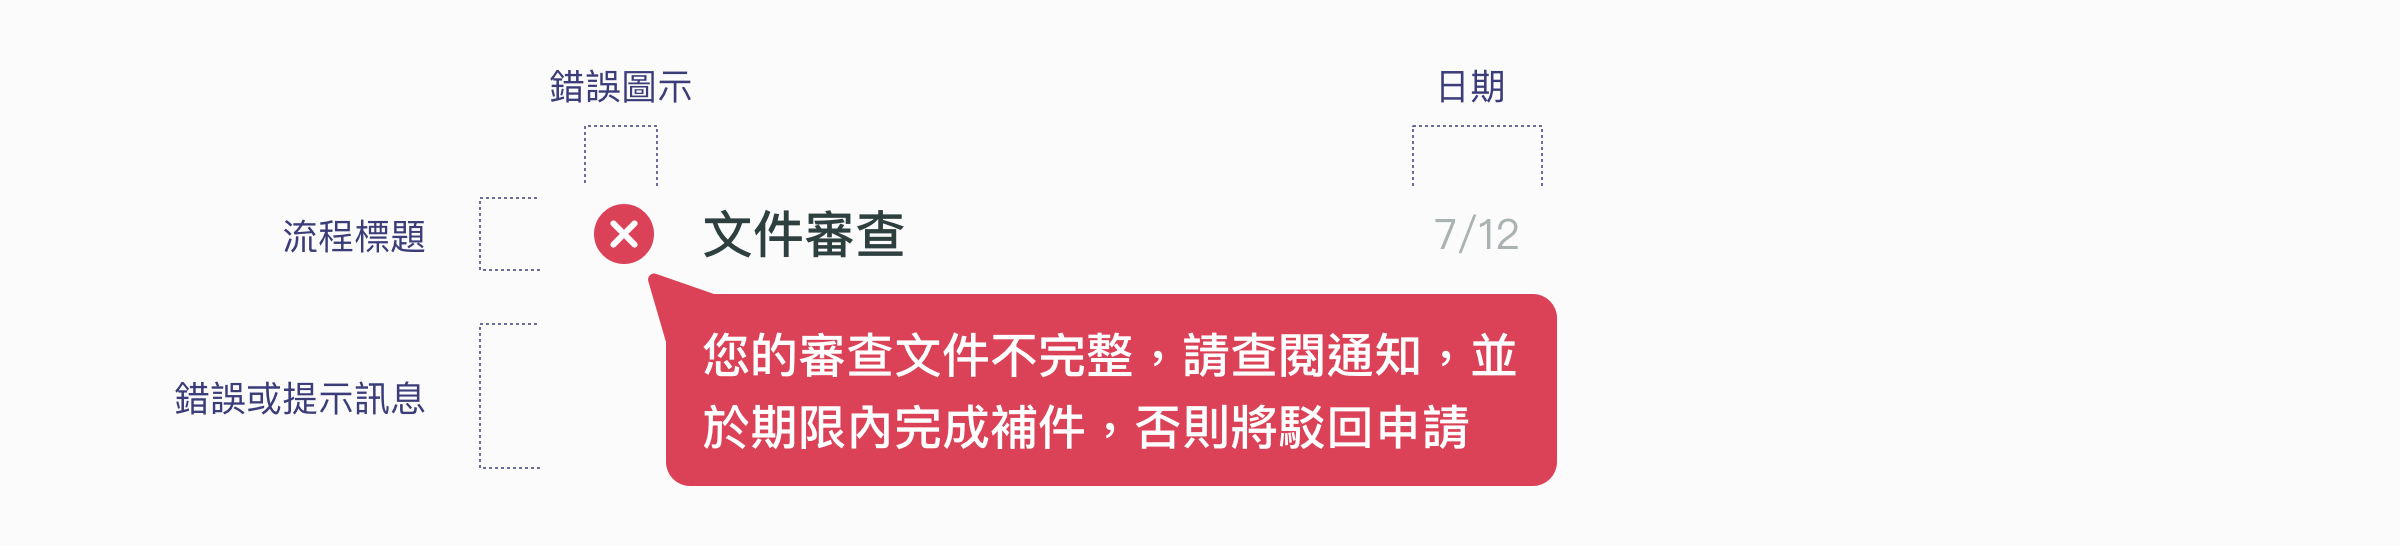 錯誤圖示
日期
流程標題
文件審查
7/12
錯誤或提示訊息
您的審查文件不完整，請查閱通知，並
於期限內完成補件，否則將駁回申請